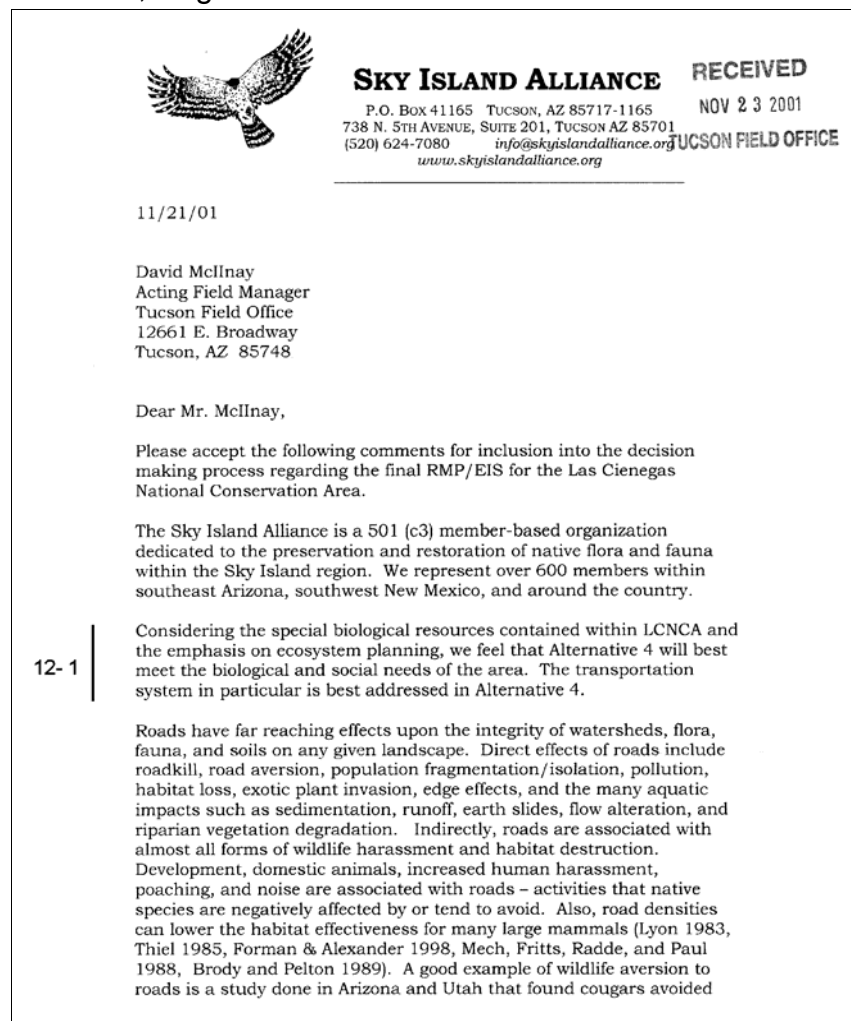 SKY ISLAND ALLIANCE
P.O. BOX 41165 TUCSON, AZ 85717-1165
738 N. 5TH AVENUE, SUITE 201, TUCSON AZ 85701
(520) 624-7080 info@skyislandalliance.org
www.skyislandalliance.org
RECEIVED
NOV 23 2001
TUCSON FIELD OFFICE
11/21/01
David McIlnay
Acting Field Manager
Tucson Field Office
12661 E. Broadway
Tucson, AZ 85748
Dear Mr. McIlnay,
Please accept the following comments for inclusion into the decision
making process regarding the final RMP/EIS for the Las Cienegas
National Conservation Area.
The Sky Island Alliance is a 501 (c3) member-based organization
dedicated to the preservation and restoration of native flora and fauna
within the Sky Island region. We represent over 600 members within
southeast Arizona, southwest New Mexico, and around the country.
12- 1
Considering the special biological resources contained within LCNCA and
the emphasis on ecosystem planning, we feel that Alternative 4 will best
meet the biological and social needs of the area. The transportation
system in particular is best addressed in Alternative 4.
Roads have far reaching effects upon the integrity of watersheds, flora,
fauna, and soils on any given landscape. Direct effects of roads include
roadkill, road aversion, population fragmentation/isolation, pollution,
habitat loss, exotic plant invasion, edge effects, and the many aquatic
impacts such as sedimentation, runoff, earth slides, flow alteration, and
riparian vegetation degradation. Indirectly, roads are associated with
almost all forms of wildlife harassment and habitat destruction.
Development, domestic animals, increased human harassment,
poaching, and noise are associated with roads – activities that native
species are negatively affected by or tend to avoid. Also, road densities
can lower the habitat effectiveness for many large mammals (Lyon 1983,
Thiel 1985, Forman & Alexander 1998, Mech, Fritts, Radde, and Paul
1988, Brody and Pelton 1989). A good example of wildlife aversion to
roads is a study done in Arizona and Utah that found cougars avoided